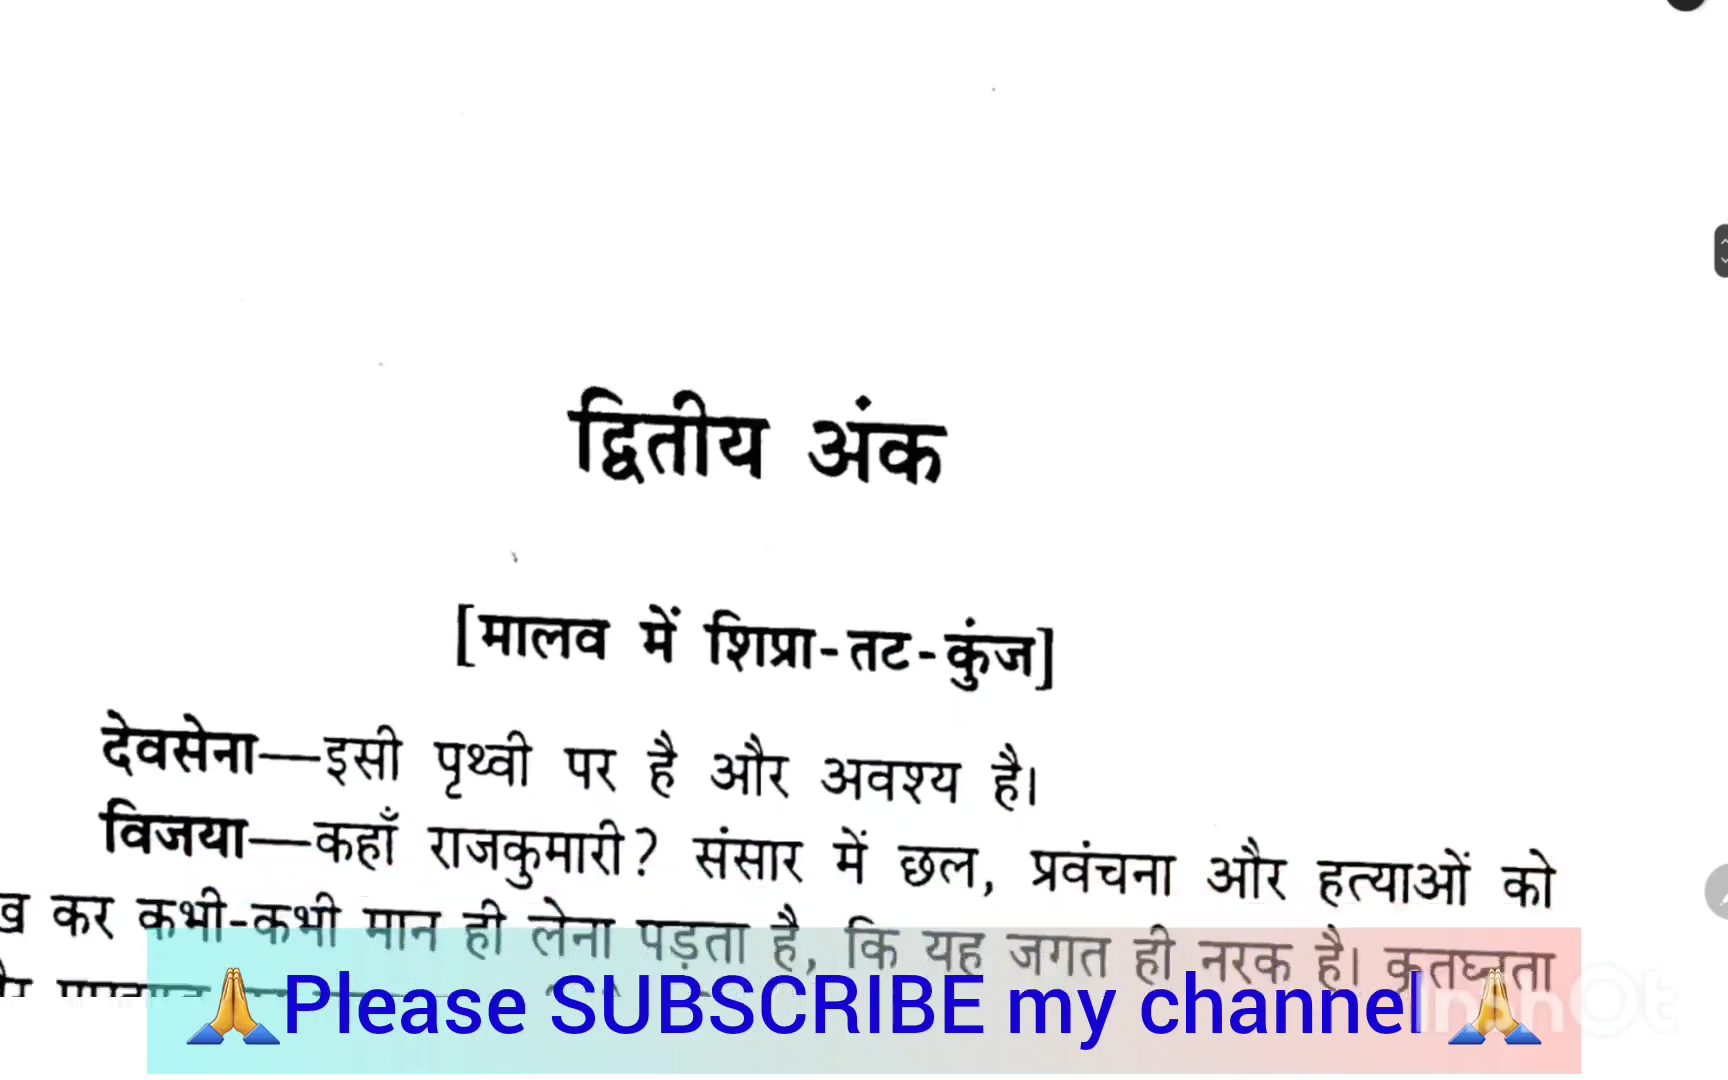 द्वितीय अंक
[मालव में शिप्रा-तट-कुंज]
देवसेना—इसी पृथ्वी पर है और अवश्य है।
विजया—कहाँ राजकुमारी? संसार में छल, प्रवंचना और हत्याओं को
कर कभी-कभी मान ही लेना पड़ता है, कि यह जगत ही नरक है। कृतघ्नता
🙏Please SUBSCRIBE my channel 🙏
InShOt